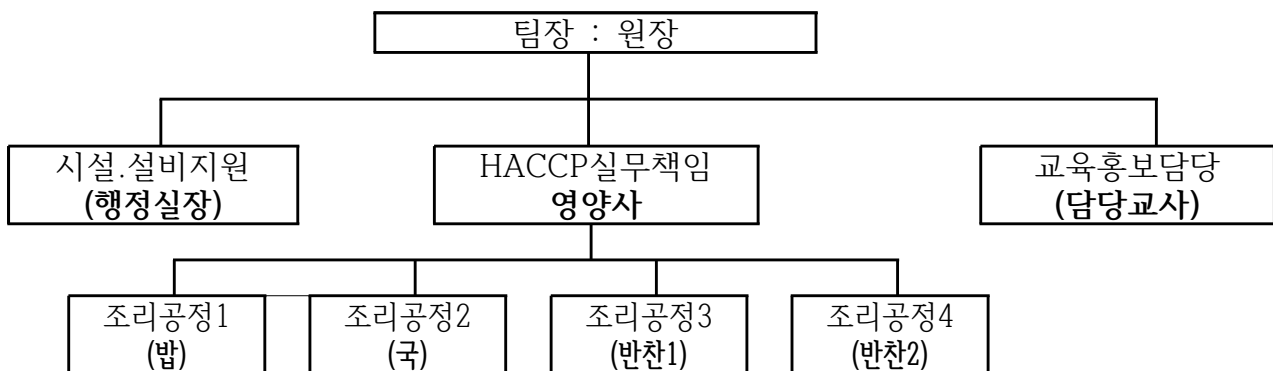 팀장 : 원장
시설.설비지원
(행정실장)
HACCP실무책임
영양사
교육홍보담당
(담당교사)
조리공정1
(밥)
조리공정2
(국)
조리공정3
(반찬1)
조리공정4
(반찬2)